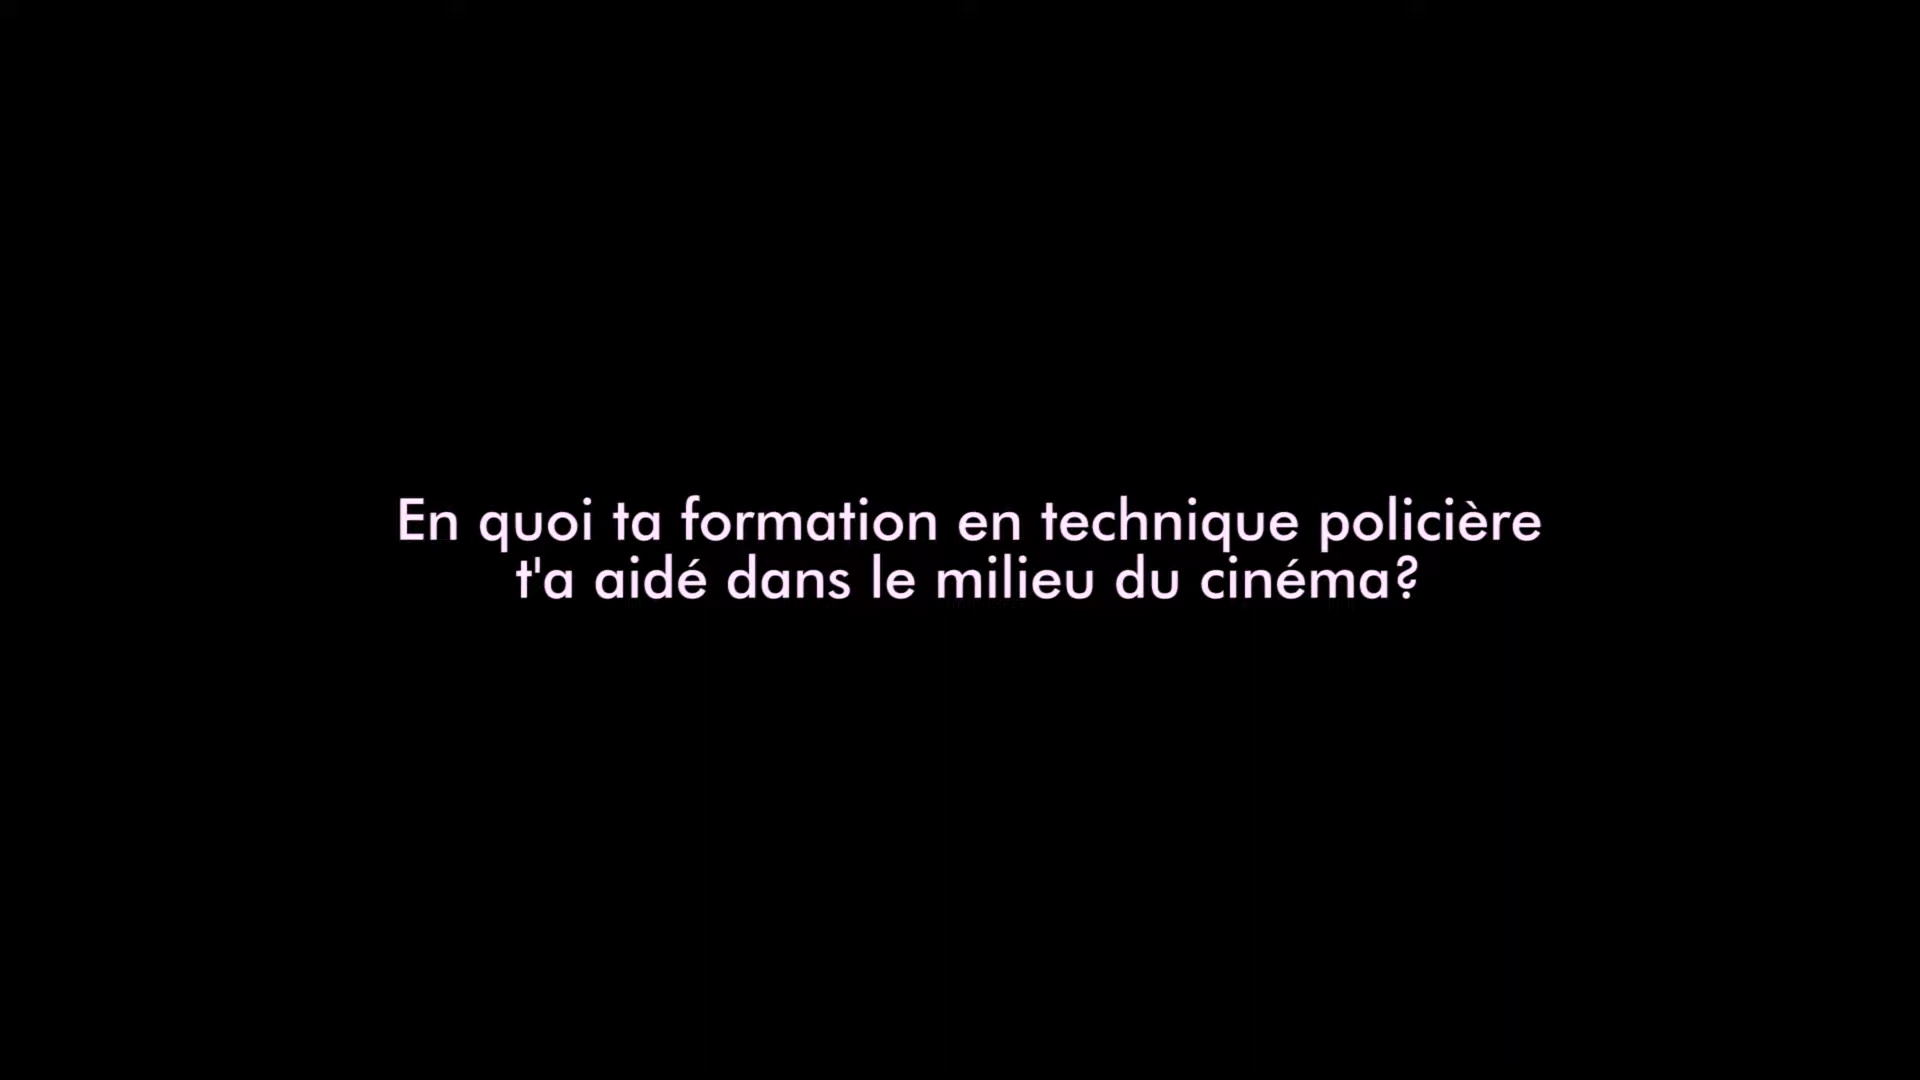 En quoi ta formation en technique policière
t'a aidé dans le milieu du cinéma?